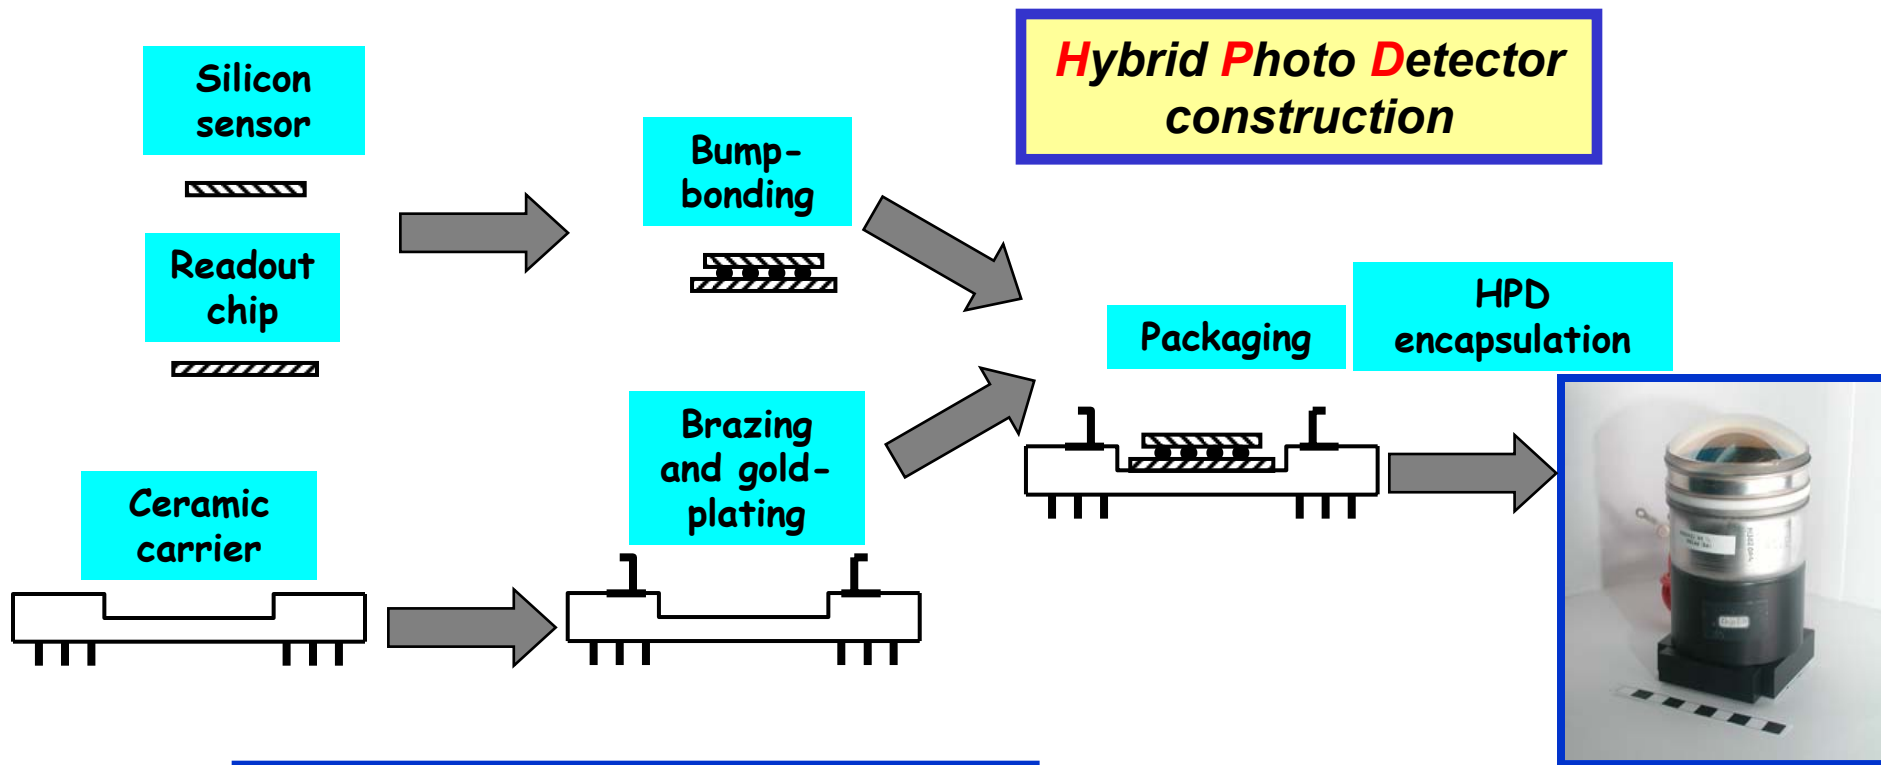 Hybrid Photo Detector
construction
Silicon
sensor
Readout
chip
Bump-
bonding
Packaging
HPD
encapsulation
Brazing
and gold-
plating
Ceramic
carrier